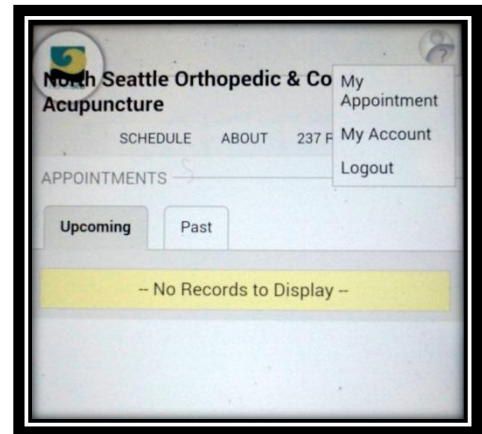 North Seattle Orthopedic & Co
Acupuncture
My
Appointment
My Account
Logout
SCHEDULE ABOUT 237
APPOINTMENTS
Upcoming Past
-- No Records to Display --